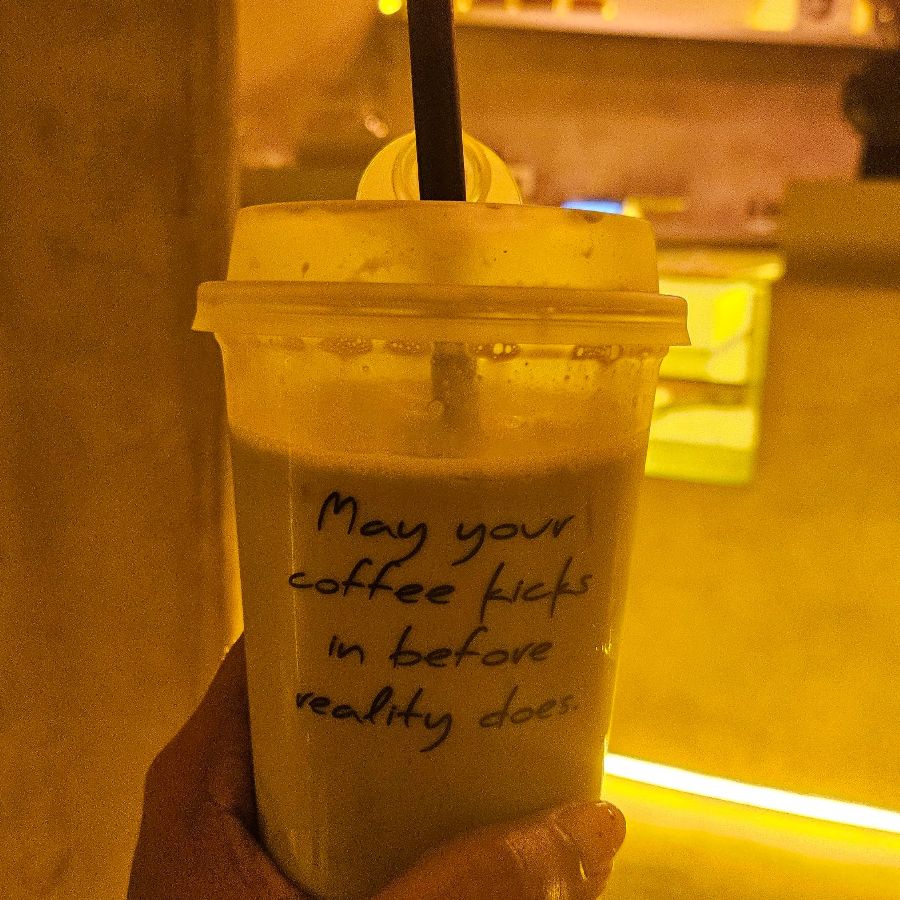 May your
coffee kicks
in before
reality does.